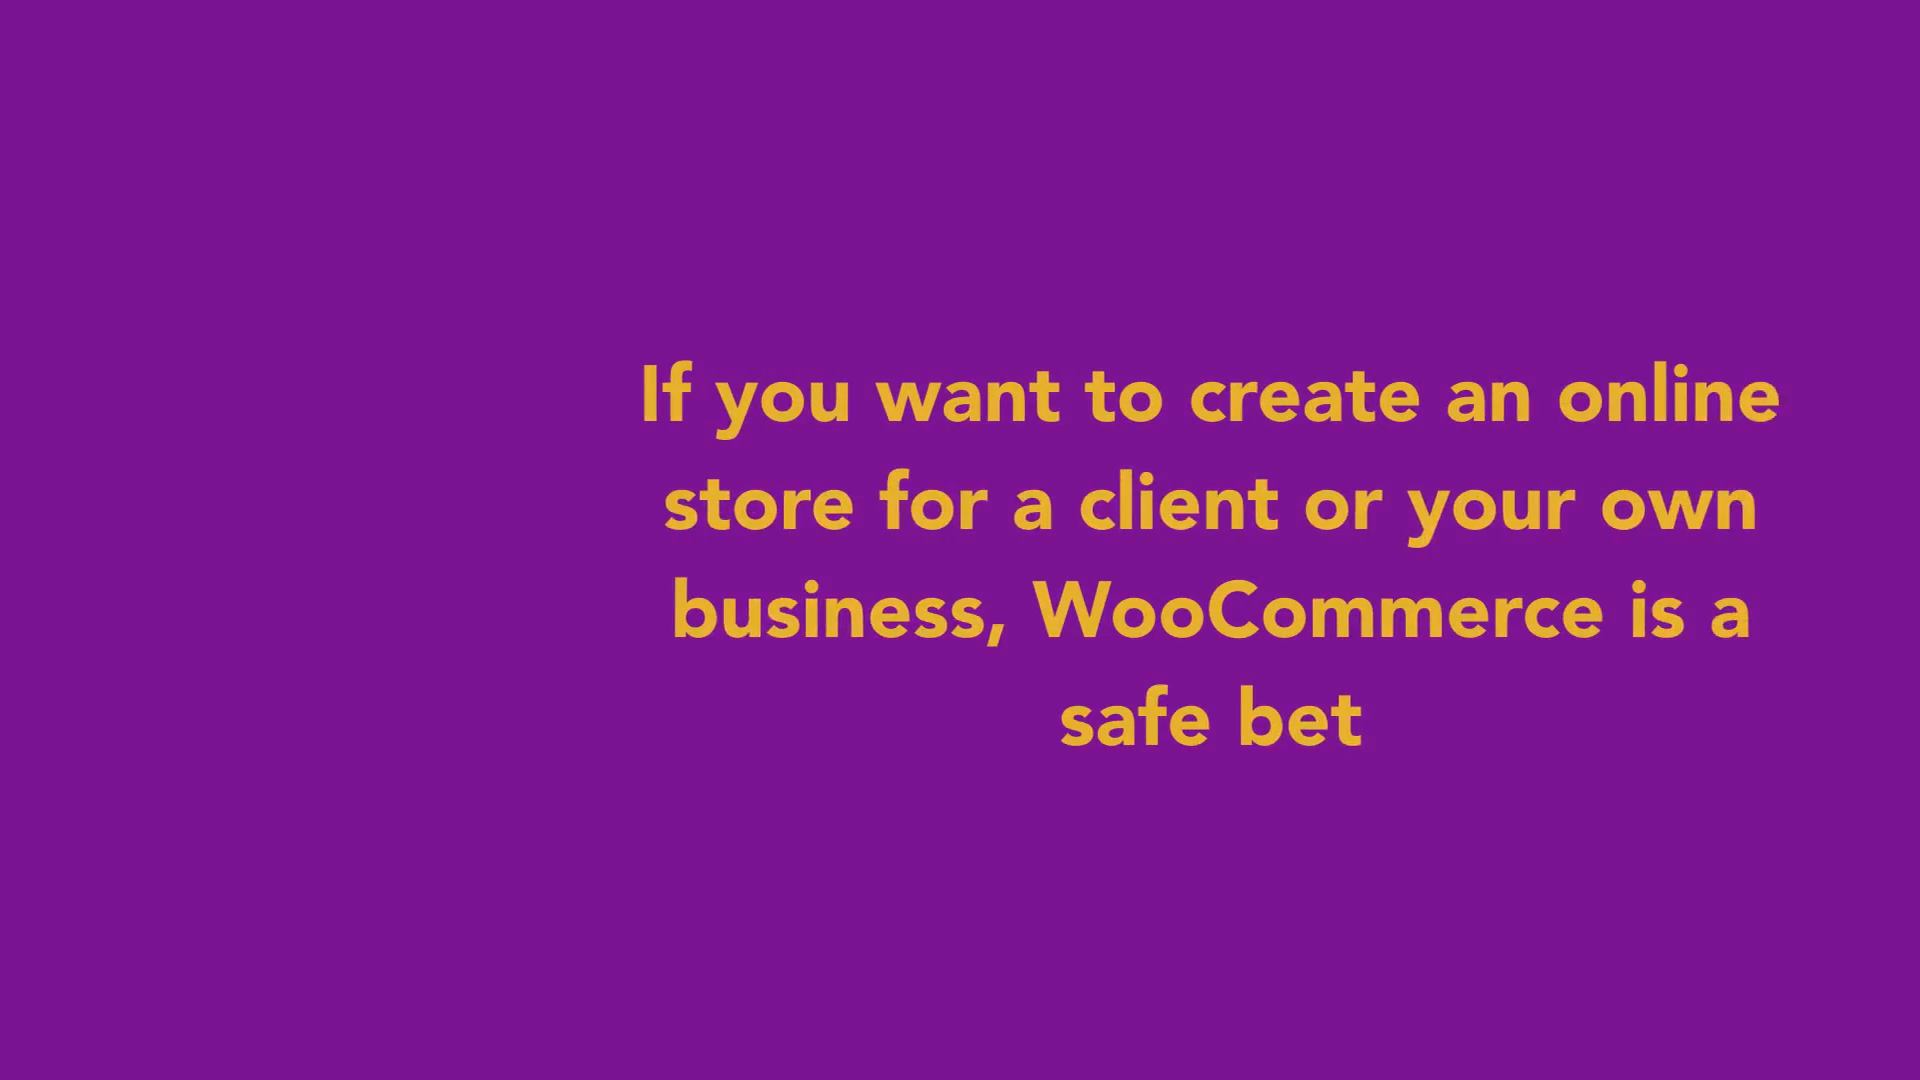 If you want to create an online
store for a client or your own
business, WooCommerce is a
safe bet